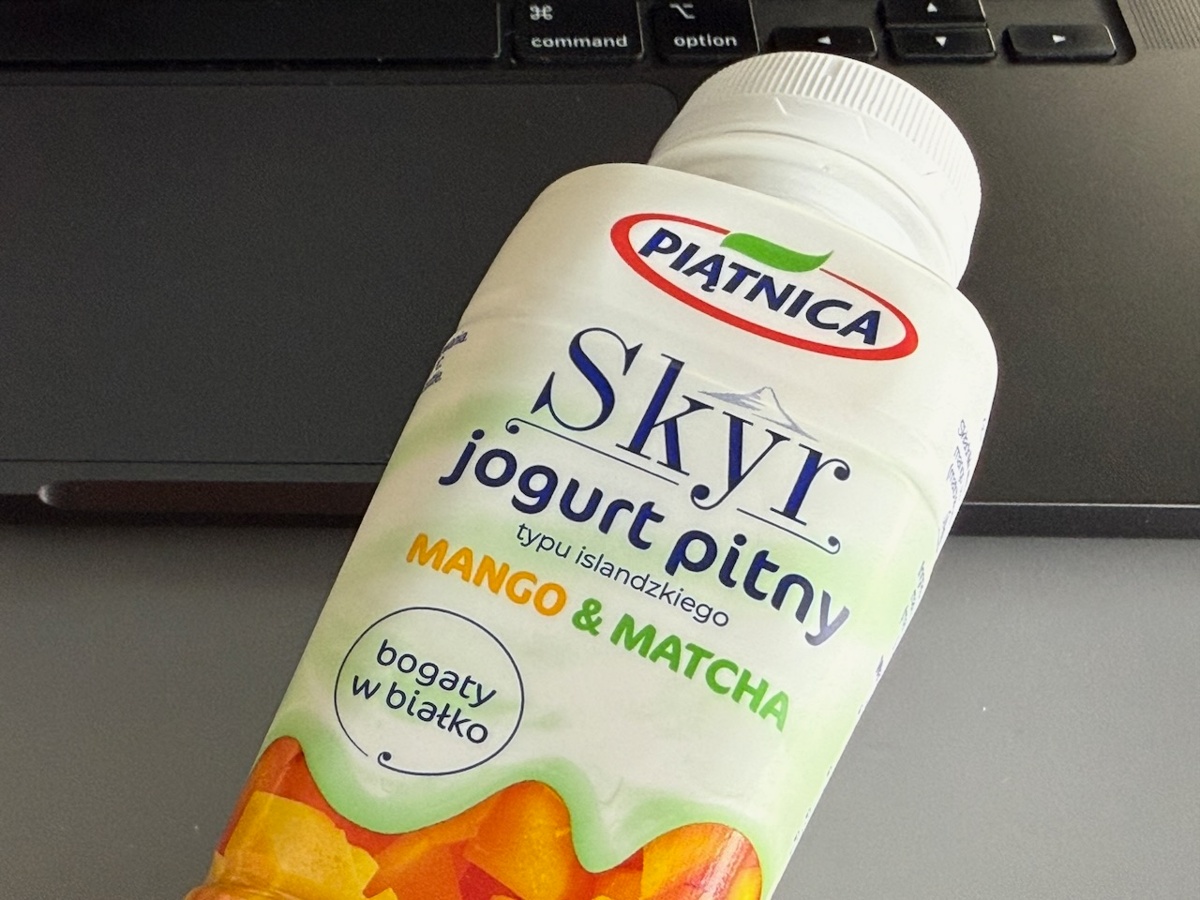 ⌘
command
⌥
option
PIĄTNICA
Skyr
jogurt pitny
typu islandzkiego
MANGO & MATCHA
bogaty
w białko